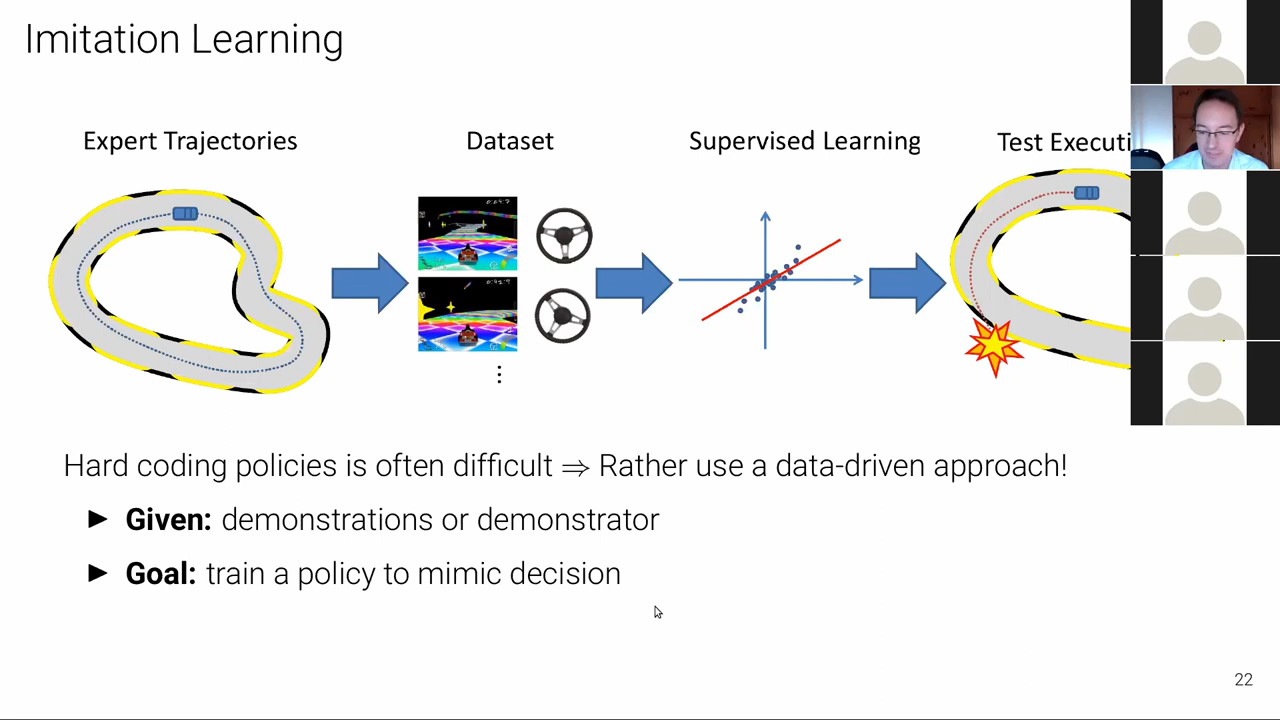 Imitation Learning
Expert Trajectories
Dataset
Supervised Learning
Test Executi
Hard coding policies is often difficult ⇒ Rather use a data-driven approach!
► Given: demonstrations or demonstrator
► Goal: train a policy to mimic decision
22